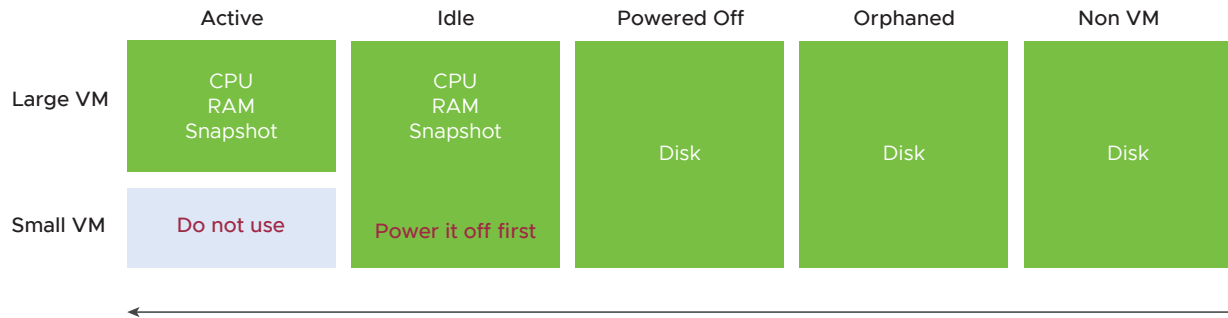 Active Idle Powered Off Orphaned Non VM
Large VM
CPU
RAM
Snapshot
CPU
RAM
Snapshot
Disk
Disk
Disk
Small VM
Do not use
Power it off first